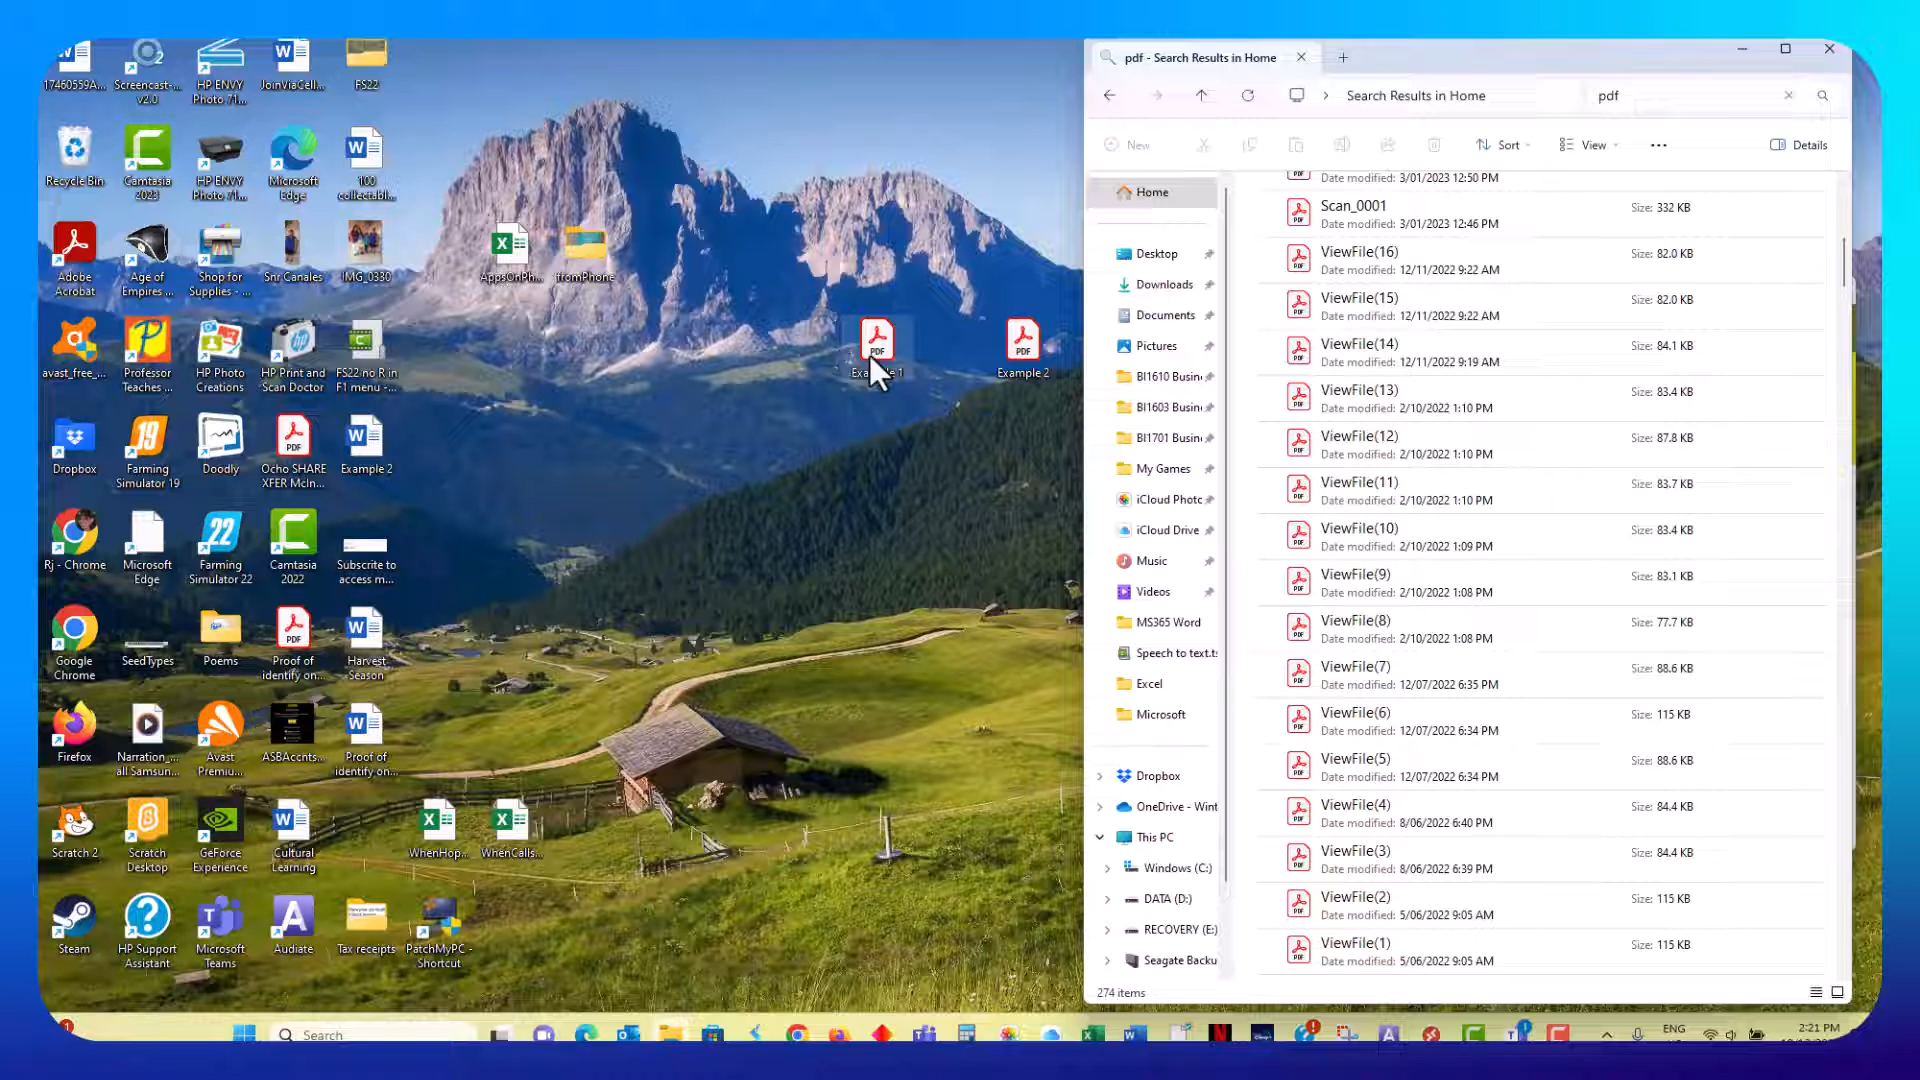 17460559A...
Screencast-... v2.0
HP ENVY Photo 71...
JoinViaCell...
FS22
Recycle Bin
Camtasia 2023
HP ENVY Photo 71...
Microsoft Edge
100 collectabl...
Adobe Acrobat
Age of Empires ...
Shop for Supplies - ...
Snr Canales
IMG_0330
AppsOnPh...
ffromPhone
avast_free_...
Professor Teaches ...
HP Photo Creations
HP Print and Scan Doctor
FS22 no R in F1 menu -...
PDF
PDF
Example 2
Dropbox
Farming Simulator 19
Doodly
Ocho SHARE XFER McIn...
Example 2
Rj - Chrome
Microsoft Edge
Farming Simulator 22
Camtasia 2022
Subscribe to access m...
Google Chrome
SeedTypes
Poems
Proof of identify on...
Harvest Season
Firefox
Narration_... all Samsun...
Avast Premiu...
ASBAccnts...
Proof of identify on...
Scratch 2
Scratch Desktop
GeForce Experience
Cultural Learning
WhenHop...
WhenCalls...
Steam
HP Support Assistant
Microsoft Teams
Audiate
Tax receipts
PatchMyPC - Shortcut
pdf - Search Results in Home
Search Results in Home
pdf
New
Sort
View
Details
Home
Desktop
Downloads
Documents
Pictures
BI1610 Busin
BI1603 Busin
BI1701 Busin
My Games
iCloud Photo
iCloud Drive
Music
Videos
MS365 Word
Speech to text.ts
Excel
Microsoft
Dropbox
OneDrive - Wint
This PC
Windows (C:)
DATA (D:)
RECOVERY (E:)
Seagate Backu
Date modified: 3/01/2023 12:50 PM
Scan_0001 Size: 332 KB
Date modified: 3/01/2023 12:46 PM
ViewFile(16) Size: 82.0 KB
Date modified: 12/11/2022 9:22 AM
ViewFile(15) Size: 82.0 KB
Date modified: 12/11/2022 9:22 AM
ViewFile(14) Size: 84.1 KB
Date modified: 12/11/2022 9:19 AM
ViewFile(13) Size: 83.4 KB
Date modified: 2/10/2022 1:10 PM
ViewFile(12) Size: 87.8 KB
Date modified: 2/10/2022 1:10 PM
ViewFile(11) Size: 83.7 KB
Date modified: 2/10/2022 1:10 PM
ViewFile(10) Size: 83.4 KB
Date modified: 2/10/2022 1:09 PM
ViewFile(9) Size: 83.1 KB
Date modified: 2/10/2022 1:08 PM
ViewFile(8) Size: 77.7 KB
Date modified: 2/10/2022 1:08 PM
ViewFile(7) Size: 88.6 KB
Date modified: 12/07/2022 6:35 PM
ViewFile(6) Size: 115 KB
Date modified: 12/07/2022 6:34 PM
ViewFile(5) Size: 88.6 KB
Date modified: 12/07/2022 6:34 PM
ViewFile(4) Size: 84.4 KB
Date modified: 8/06/2022 6:40 PM
ViewFile(3) Size: 84.4 KB
Date modified: 8/06/2022 6:39 PM
ViewFile(2) Size: 115 KB
Date modified: 5/06/2022 9:05 AM
ViewFile(1) Size: 115 KB
Date modified: 5/06/2022 9:05 AM
274 items
Search
ENG
2:21 PM